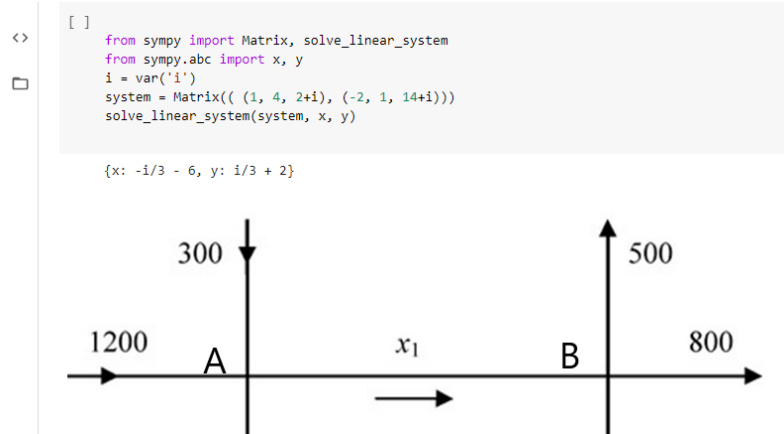 [ ]
from sympy import Matrix, solve_linear_system
from sympy.abc import x, y
i = var('i')
system = Matrix(( (1, 4, 2+i), (-2, 1, 14+i)))
solve_linear_system(system, x, y)
{x: -i/3 - 6, y: i/3 + 2}
300
500
1200
A
x₁
B
800